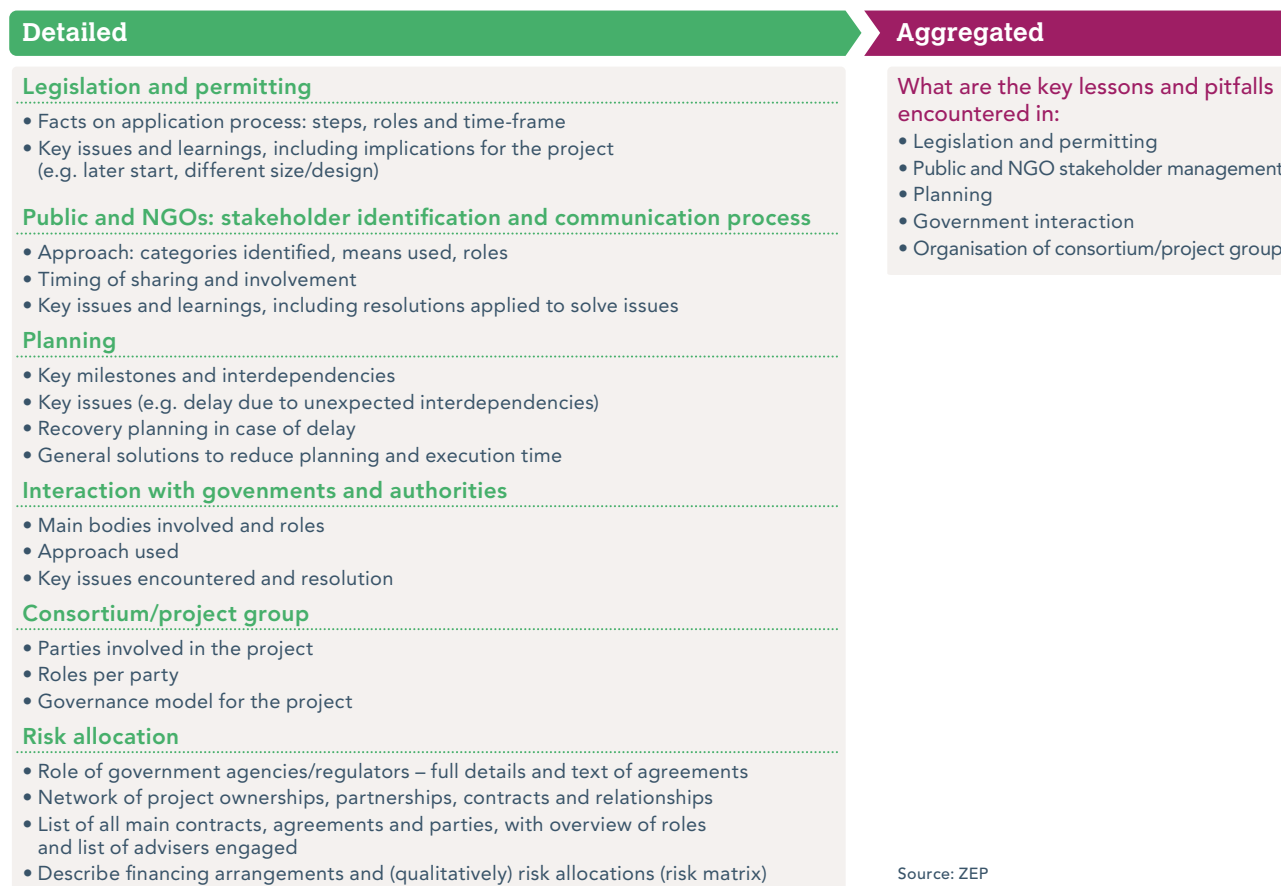 Detailed
Legislation and permitting
• Facts on application process: steps, roles and time-frame
• Key issues and learnings, including implications for the project
(e.g. later start, different size/design)
Public and NGOs: stakeholder identification and communication process
• Approach: categories identified, means used, roles
• Timing of sharing and involvement
• Key issues and learnings, including resolutions applied to solve issues
Planning
• Key milestones and interdependencies
• Key issues (e.g. delay due to unexpected interdependencies)
• Recovery planning in case of delay
• General solutions to reduce planning and execution time
Interaction with govenments and authorities
• Main bodies involved and roles
• Approach used
• Key issues encountered and resolution
Consortium/project group
• Parties involved in the project
• Roles per party
• Governance model for the project
Risk allocation
• Role of government agencies/regulators – full details and text of agreements
• Network of project ownerships, partnerships, contracts and relationships
• List of all main contracts, agreements and parties, with overview of roles
and list of advisers engaged
• Describe financing arrangements and (qualitatively) risk allocations (risk matrix)
Aggregated
What are the key lessons and pitfalls
encountered in:
• Legislation and permitting
• Public and NGO stakeholder management
• Planning
• Government interaction
• Organisation of consortium/project group
Source: ZEP